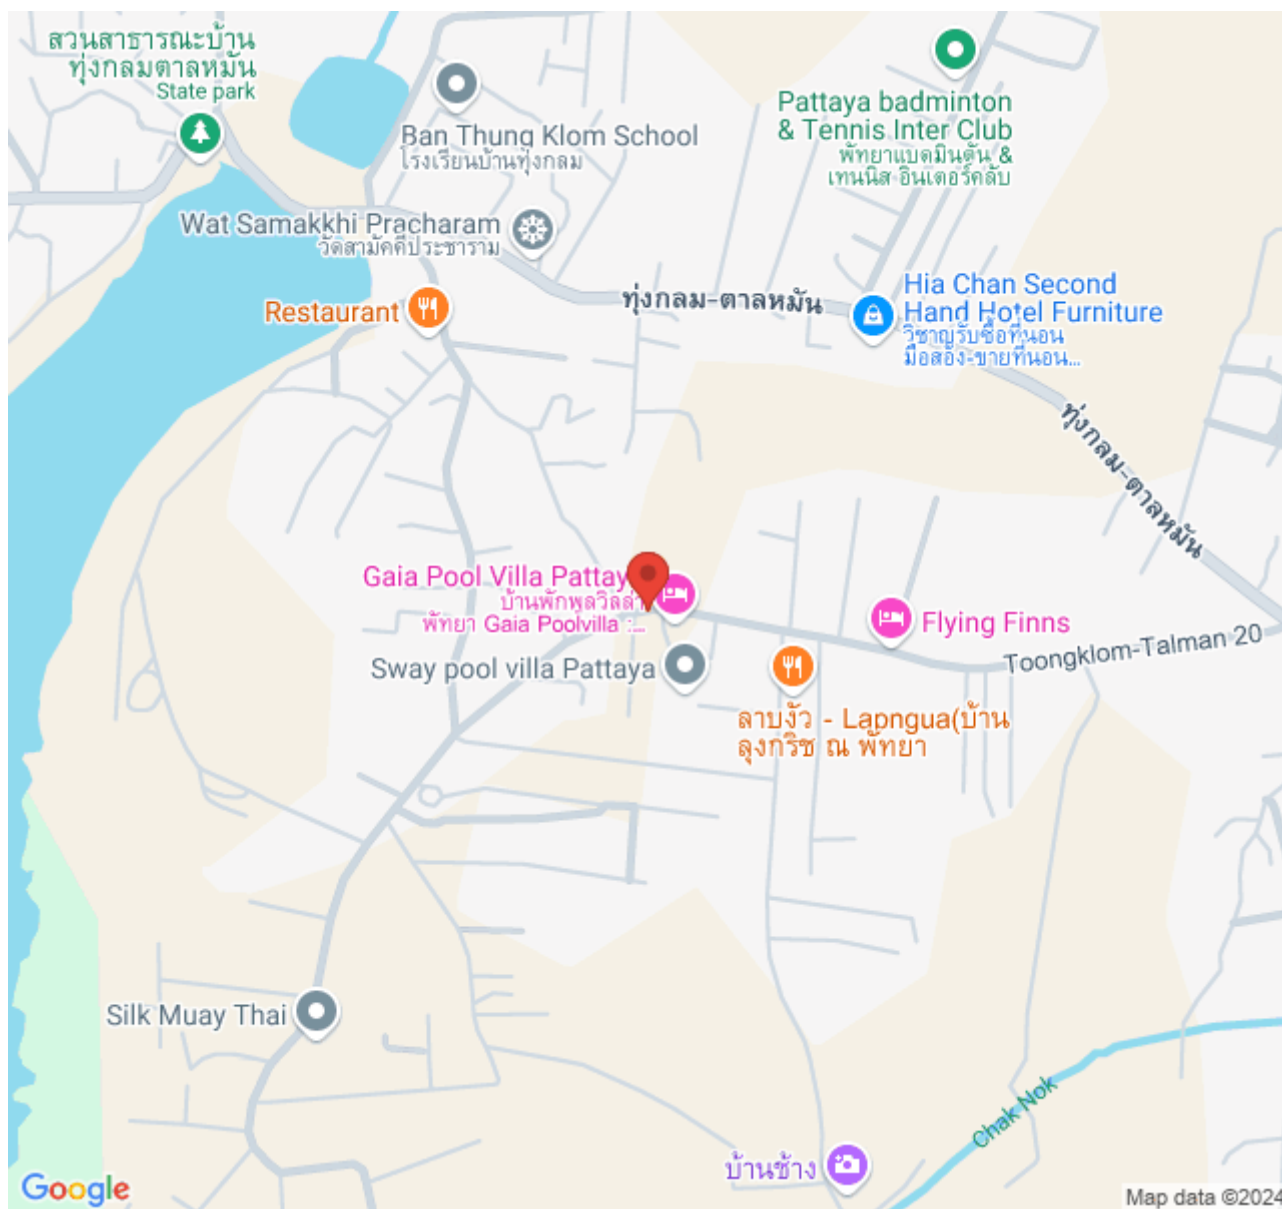 สวนสาธารณะบ้าน
ทุ่งกลมตาลหมัน
State park
Ban Thung Klom School
โรงเรียนบ้านทุ่งกลม
Pattaya badminton
& Tennis Inter Club
พัทยาแบดมินตัน &
เทนนิส อินเตอร์คลับ
Wat Samakkhi Pracharam
วัดสามัคคีประชาราม
Restaurant
ทุ่งกลม-ตาลหมัน
Hia Chan Second
Hand Hotel Furniture
วิชาญรับซื้อที่นอน
มือสอง-ขายที่นอน...
ทุ่งกลม-ตาลหมัน
Gaia Pool Villa Pattay
บ้านพักพูลวิลล่า
พัทยา Gaia Poolvilla :...
Flying Finns
Toongklom-Talman 20
Sway pool villa Pattaya
ลาบงัว - Lapngua(บ้าน
ลุงกริช ณ พัทยา
Silk Muay Thai
Chak Nok
บ้านช้าง
Google
Map data ©2024